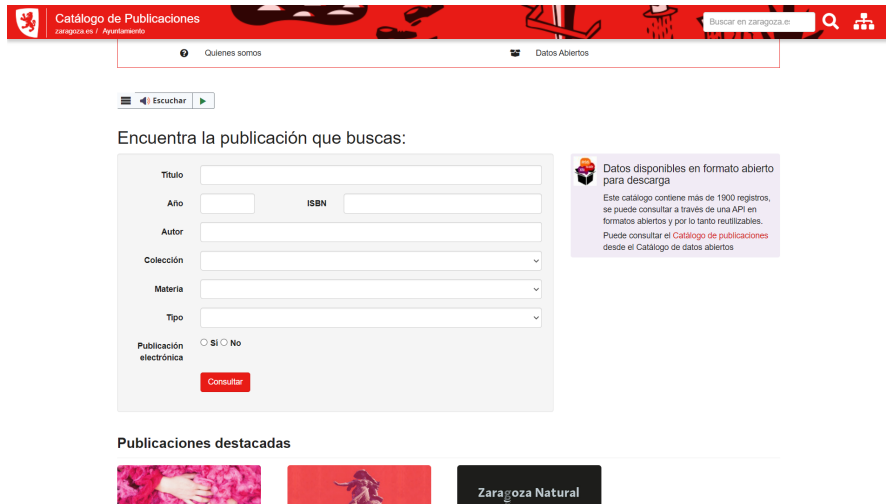 Catálogo de Publicaciones
zaragoza.es / Ayuntamiento
Buscar en zaragoza.e
Quienes somos
Datos Abiertos
Escuchar
Encuentra la publicación que buscas:
Titulo
Año
ISBN
Autor
Colección
Materia
Tipo
Publicación
electrónica
Sí No
Consultar
Datos disponibles en formato abierto
para descarga
Este catálogo contiene más de 1900 registros,
se puede consultar a través de una API en
formatos abiertos y por lo tanto reutilizables.
Puede consultar el Catálogo de publicaciones
desde el Catálogo de datos abiertos
Publicaciones destacadas
Zaragoza Natural